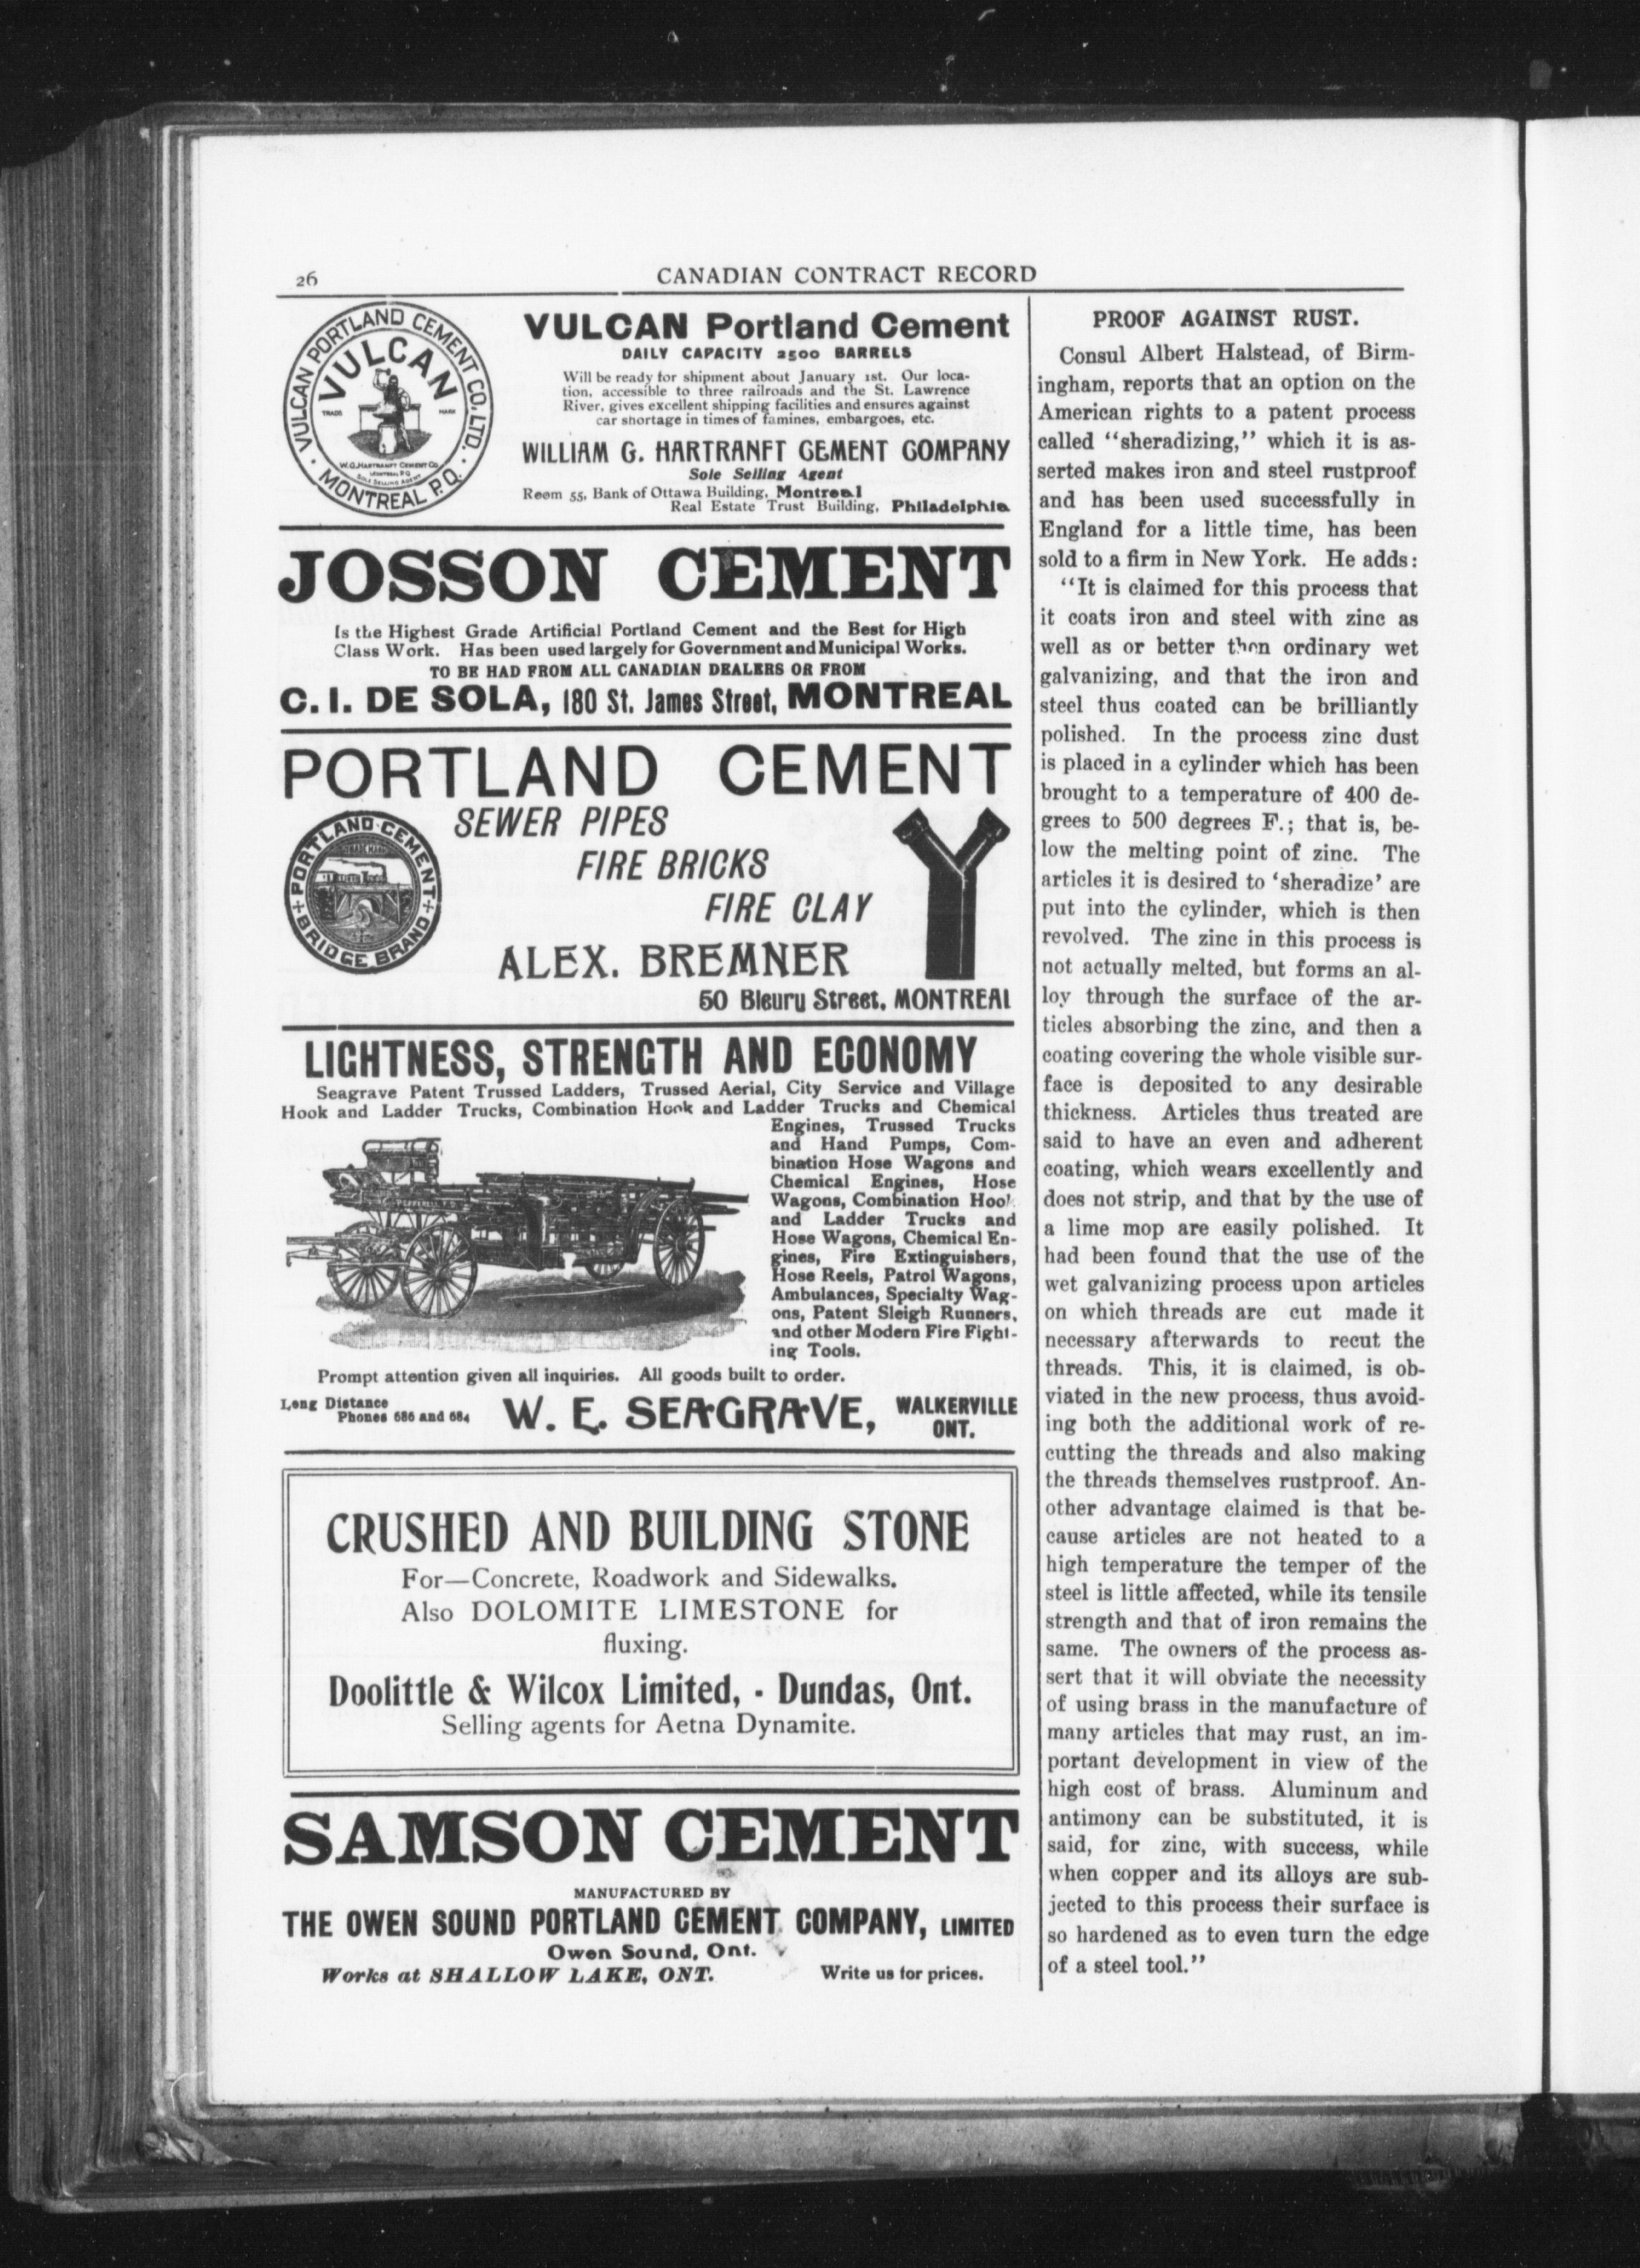 26
CANADIAN CONTRACT RECORD
VULCAN PORTLAND CEMENT CO. LTD.
MONTREAL P.Q.
VULCAN
TRADE MARK
W.G. HARTRANFT CEMENT CO.
MONTREAL P.Q.
SOLE SELLING AGENT
VULCAN Portland Cement
DAILY CAPACITY 2500 BARRELS
Will be ready for shipment about January 1st. Our loca-
tion, accessible to three railroads and the St. Lawrence
River, gives excellent shipping facilities and ensures against
car shortage in times of famines, embargoes, etc.
WILLIAM G. HARTRANFT CEMENT COMPANY
Sole Selling Agent
Room 55, Bank of Ottawa Building, Montreal
Real Estate Trust Building, Philadelphia
JOSSON CEMENT
Is the Highest Grade Artificial Portland Cement and the Best for High
Class Work. Has been used largely for Government and Municipal Works.
TO BE HAD FROM ALL CANADIAN DEALERS OR FROM
C. I. DE SOLA, 180 St. James Street, MONTREAL
PORTLAND CEMENT
PORTLAND CEMENT
BRIDGE BRAND
TRADE MARK
SEWER PIPES
FIRE BRICKS
FIRE CLAY
ALEX. BREMNER
50 Bleury Street, MONTREAL
LIGHTNESS, STRENGTH AND ECONOMY
Seagrave Patent Trussed Ladders, Trussed Aerial, City Service and Village
Hook and Ladder Trucks, Combination Hook and Ladder Trucks and Chemical
Engines, Trussed Trucks
and Hand Pumps, Com-
bination Hose Wagons and
Chemical Engines, Hose
Wagons, Combination Hook
and Ladder Trucks and
Hose Wagons, Chemical En-
gines, Fire Extinguishers,
Hose Reels, Patrol Wagons,
Ambulances, Specialty Wag-
ons, Patent Sleigh Runners,
and other Modern Fire Fight-
ing Tools.
Prompt attention given all inquiries. All goods built to order.
Long Distance
Phones 686 and 684
W. E. SEAGRAVE, WALKERVILLE
ONT.
CRUSHED AND BUILDING STONE
For—Concrete, Roadwork and Sidewalks.
Also DOLOMITE LIMESTONE for
fluxing.
Doolittle & Wilcox Limited, - Dundas, Ont.
Selling agents for Aetna Dynamite.
SAMSON CEMENT
MANUFACTURED BY
THE OWEN SOUND PORTLAND CEMENT COMPANY, LIMITED
Owen Sound, Ont.
Works at SHALLOW LAKE, ONT. Write us for prices.
PROOF AGAINST RUST.
Consul Albert Halstead, of Birm-
ingham, reports that an option on the
American rights to a patent process
called "sheradizing," which it is as-
serted makes iron and steel rustproof
and has been used successfully in
England for a little time, has been
sold to a firm in New York. He adds:
"It is claimed for this process that
it coats iron and steel with zinc as
well as or better then ordinary wet
galvanizing, and that the iron and
steel thus coated can be brilliantly
polished. In the process zinc dust
is placed in a cylinder which has been
brought to a temperature of 400 de-
grees to 500 degrees F.; that is, be-
low the melting point of zinc. The
articles it is desired to 'sheradize' are
put into the cylinder, which is then
revolved. The zinc in this process is
not actually melted, but forms an al-
loy through the surface of the ar-
ticles absorbing the zinc, and then a
coating covering the whole visible sur-
face is deposited to any desirable
thickness. Articles thus treated are
said to have an even and adherent
coating, which wears excellently and
does not strip, and that by the use of
a lime mop are easily polished. It
had been found that the use of the
wet galvanizing process upon articles
on which threads are cut made it
necessary afterwards to recut the
threads. This, it is claimed, is ob-
viated in the new process, thus avoid-
ing both the additional work of re-
cutting the threads and also making
the threads themselves rustproof. An-
other advantage claimed is that be-
cause articles are not heated to a
high temperature the temper of the
steel is little affected, while its tensile
strength and that of iron remains the
same. The owners of the process as-
sert that it will obviate the necessity
of using brass in the manufacture of
many articles that may rust, an im-
portant development in view of the
high cost of brass. Aluminum and
antimony can be substituted, it is
said, for zinc, with success, while
when copper and its alloys are sub-
jected to this process their surface is
so hardened as to even turn the edge
of a steel tool."